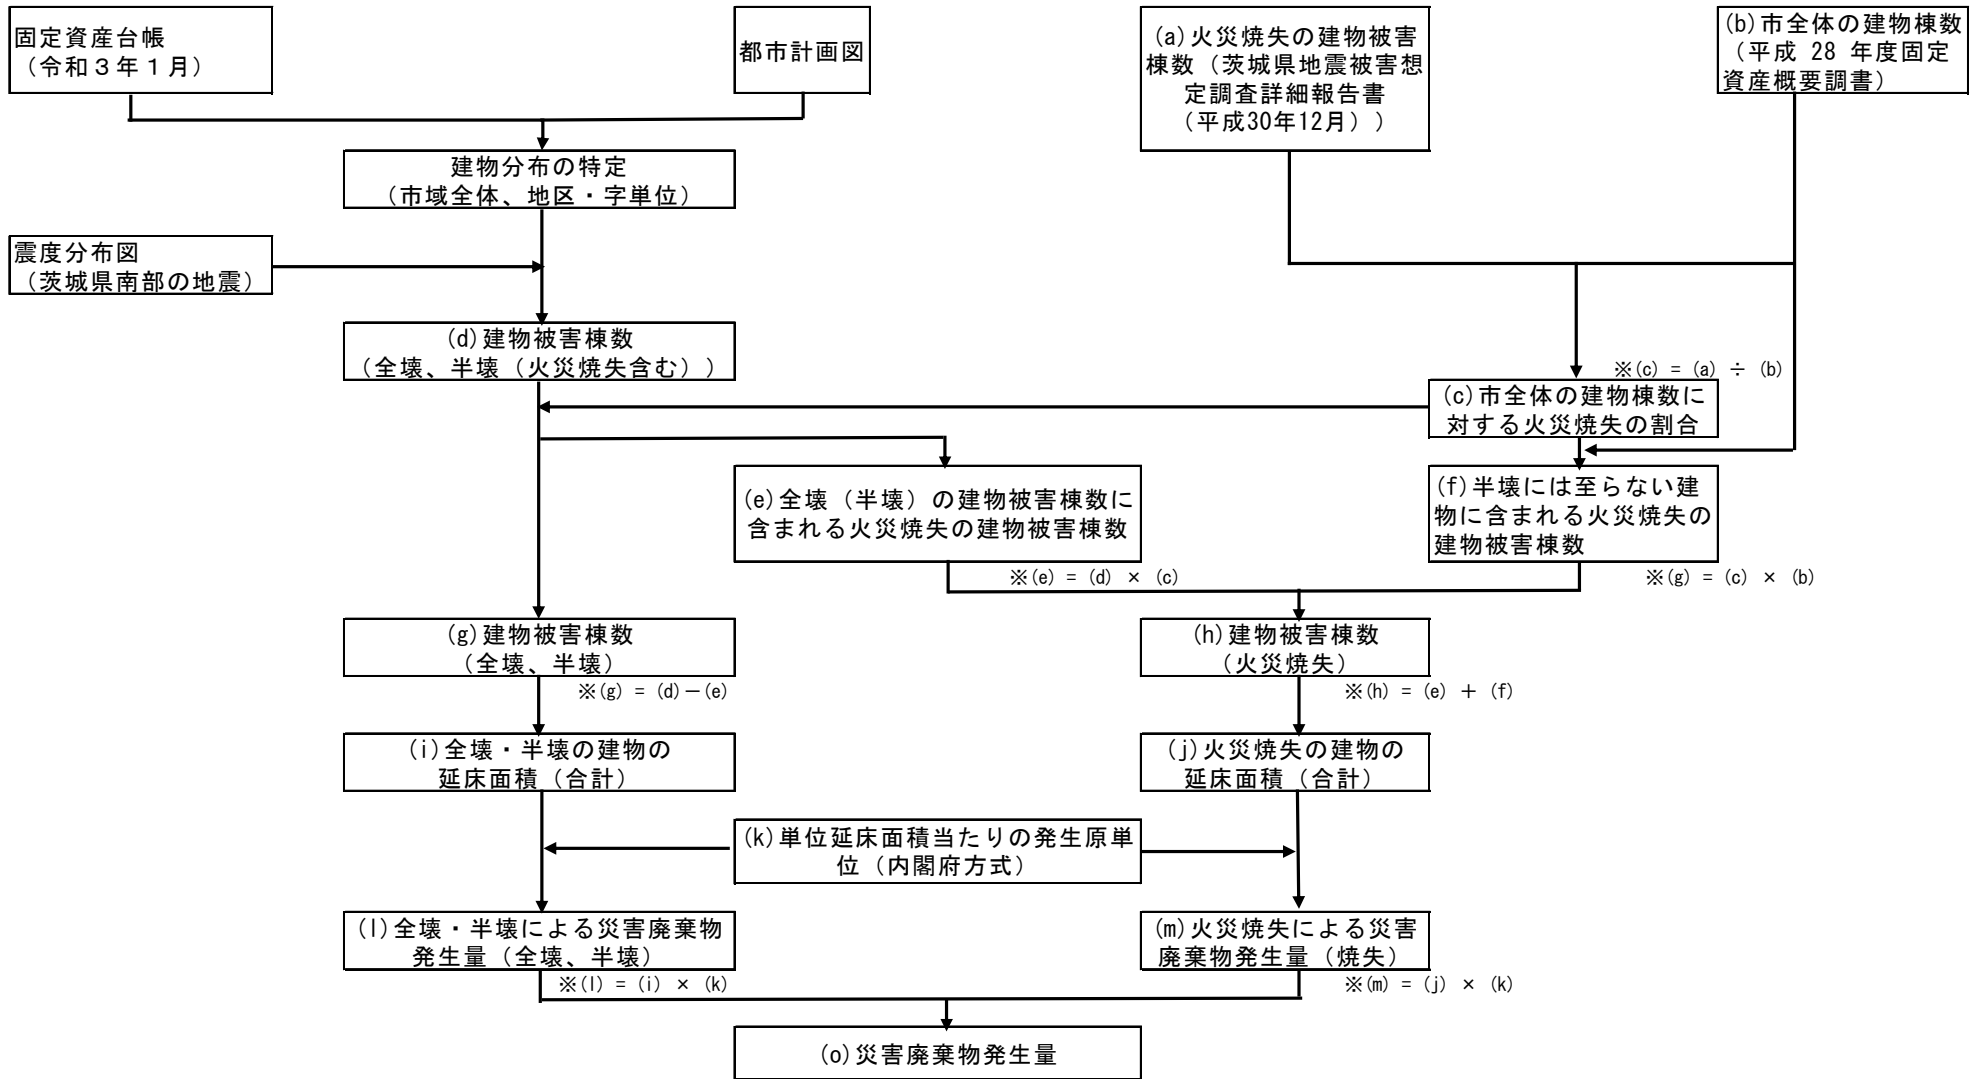 固定資産台帳
（令和３年１月）
都市計画図
(a)火災焼失の建物被害
棟数（茨城県地震被害想
定調査詳細報告書
（平成30年12月））
(b)市全体の建物棟数
（平成 28 年度固定
資産概要調書）
建物分布の特定
（市域全体、地区・字単位）
震度分布図
（茨城県南部の地震）
(d)建物被害棟数
（全壊、半壊（火災焼失含む））
※(c) = (a) ÷ (b)
(c)市全体の建物棟数に
対する火災焼失の割合
(e)全壊（半壊）の建物被害棟数に
含まれる火災焼失の建物被害棟数
(f)半壊には至らない建
物に含まれる火災焼失の
建物被害棟数
※(e) = (d) × (c)
※(g) = (c) × (b)
(g)建物被害棟数
（全壊、半壊）
(h)建物被害棟数
（火災焼失）
※(g) = (d)－(e)
※(h) = (e) ＋ (f)
(i)全壊・半壊の建物の
延床面積（合計）
(j)火災焼失の建物の
延床面積（合計）
(k)単位延床面積当たりの発生原単
位（内閣府方式）
(l)全壊・半壊による災害廃棄物
発生量（全壊、半壊）
(m)火災焼失による災害
廃棄物発生量（焼失）
※(l) = (i) × (k)
※(m) = (j) × (k)
(o)災害廃棄物発生量